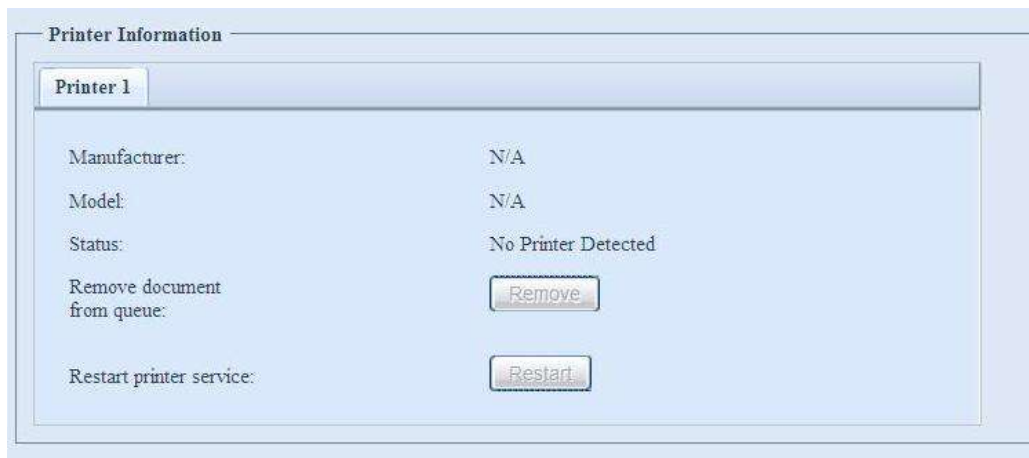 Printer Information
Printer 1
Manufacturer: N/A
Model: N/A
Status: No Printer Detected
Remove document
from queue: Remove
Restart printer service: Restart